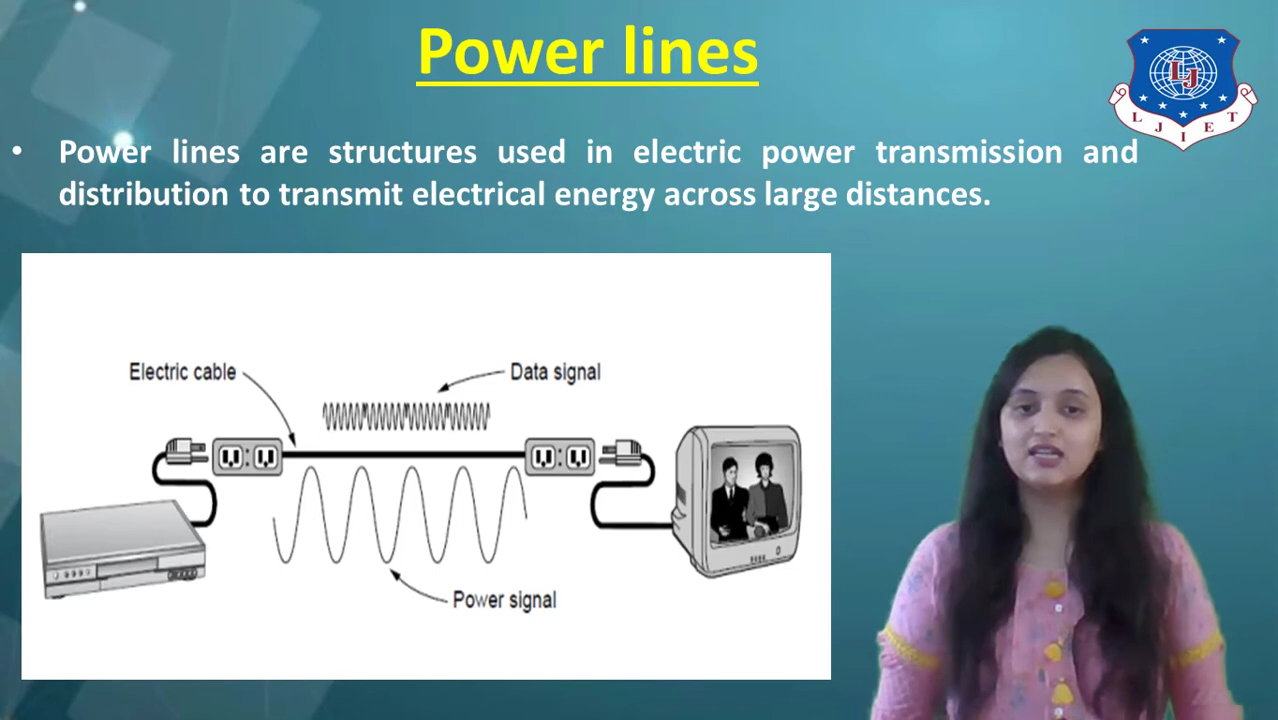 Power lines
LJ
L J I E T
• Power lines are structures used in electric power transmission and
distribution to transmit electrical energy across large distances.
Electric cable
Data signal
Power signal